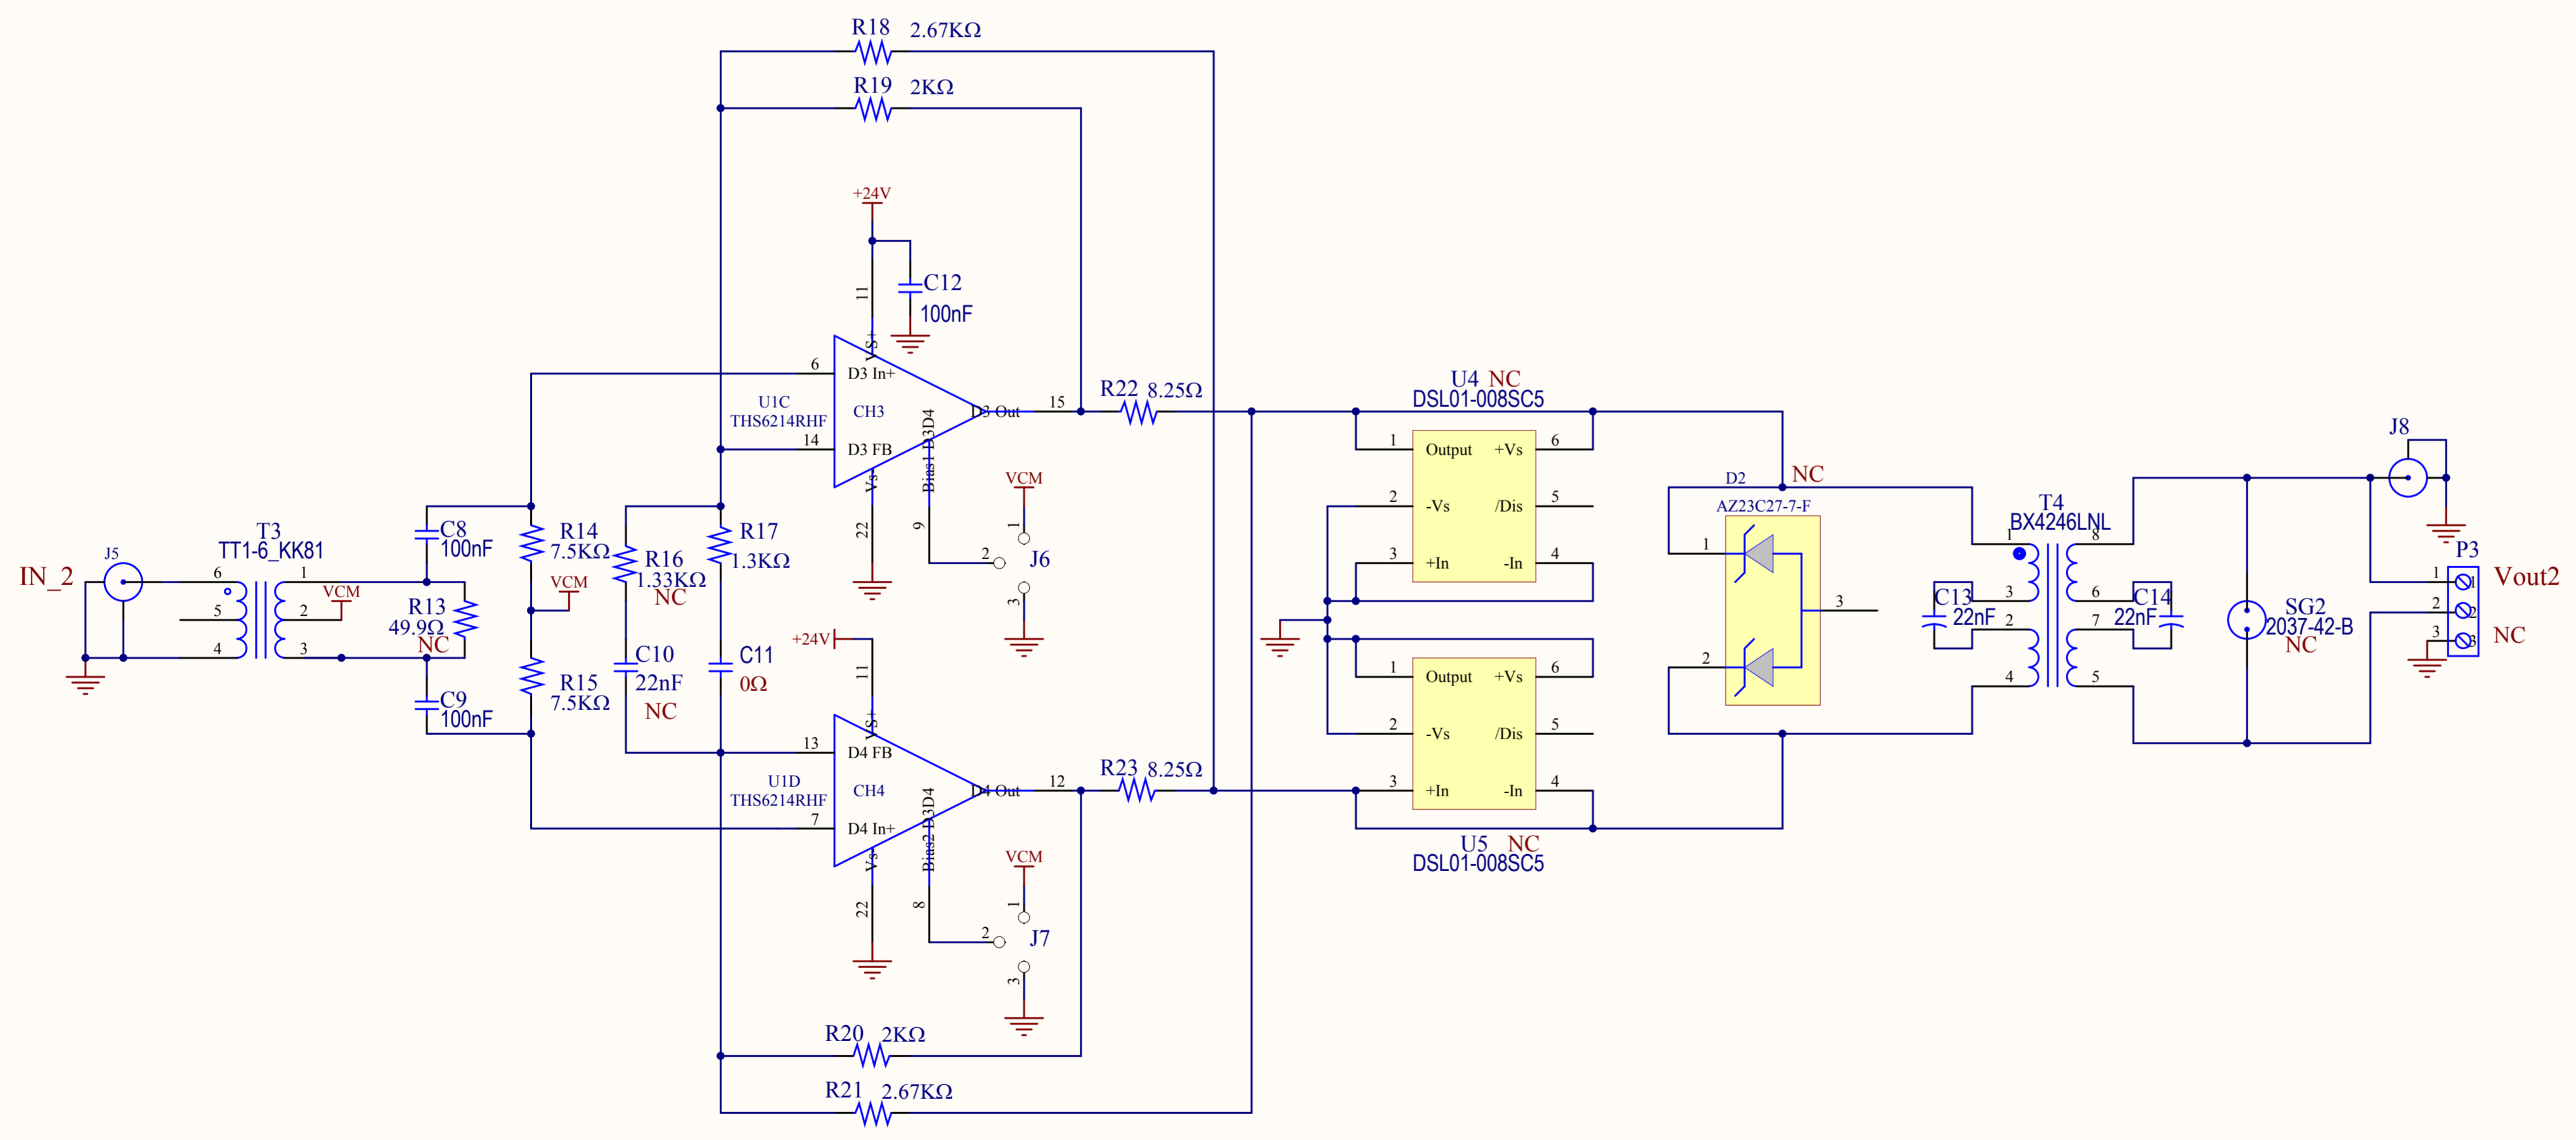 R18 2.67KΩ
R19 2KΩ
+24V
11
C12
100nF
Vs+
6
D3 In+
U1C
THS6214RHF
CH3
D3 Out
15
R22 8.25Ω
14
D3 FB
Vs-
Bias1 D3D4
22
9
VCM
1
2
J6
3
IN_2
J5
T3
TT1-6_KK81
6
5
4
1
2
3
VCM
C8
100nF
R13
49.9Ω
NC
C9
100nF
R14
7.5KΩ
VCM
R15
7.5KΩ
R16
1.33KΩ
NC
C10
22nF
NC
R17
1.3KΩ
C11
0Ω
+24V
11
Vs+
13
D4 FB
U1D
THS6214RHF
CH4
D4 Out
12
R23 8.25Ω
7
D4 In+
Vs-
Bias2 D3D4
22
8
VCM
1
2
J7
3
R20 2KΩ
R21 2.67KΩ
U4 NC
DSL01-008SC5
1 Output +Vs 6
2 -Vs /Dis 5
3 +In -In 4
1 Output +Vs 6
2 -Vs /Dis 5
3 +In -In 4
U5 NC
DSL01-008SC5
D2
NC
AZ23C27-7-F
1
2
3
T4
BX4246LNL
1
8
3
6
2
7
4
5
C13
22nF
C14
22nF
SG2
2037-42-B
NC
J8
P3
1 1
2 2
3 3
Vout2
NC